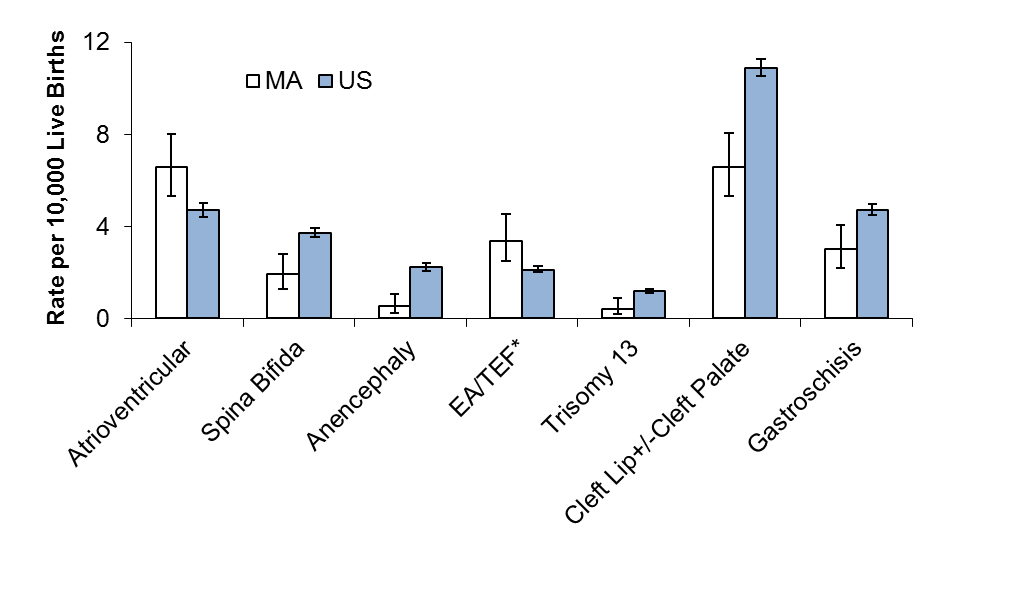 Rate per 10,000 Live Births
12
8
4
0
MA US
Atrioventricular
Spina Bifida
Anencephaly
EA/TEF*
Trisomy 13
Cleft Lip+/-Cleft Palate
Gastroschisis